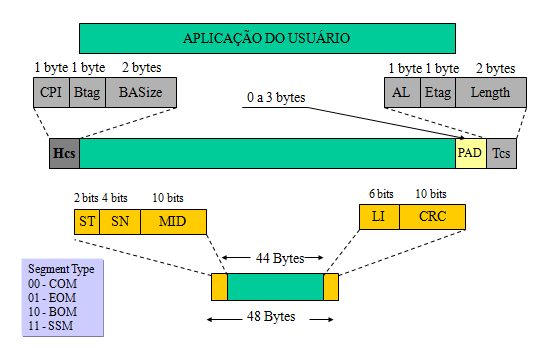 APLICAÇÃO DO USUÁRIO
1 byte 1 byte 2 bytes
CPI Btag BASize
1 byte 1 byte 2 bytes
AL Etag Length
0 a 3 bytes
Hcs PAD Tcs
2 bits 4 bits 10 bits
ST SN MID
6 bits 10 bits
LI CRC
44 Bytes
48 Bytes
Segment Type
00 - COM
01 - EOM
10 - BOM
11 - SSM